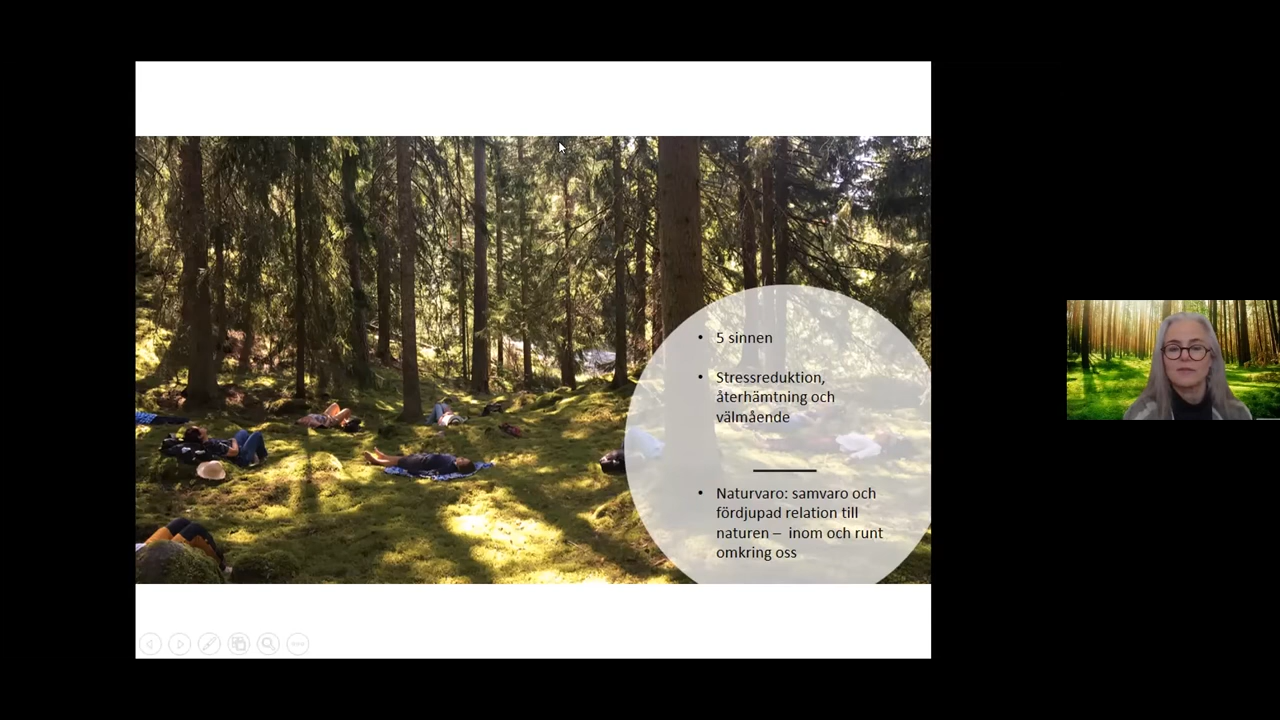 • 5 sinnen
• Stressreduktion,
återhämtning och
välmående
• Naturvaro: samvaro och
fördjupad relation till
naturen – inom och runt
omkring oss